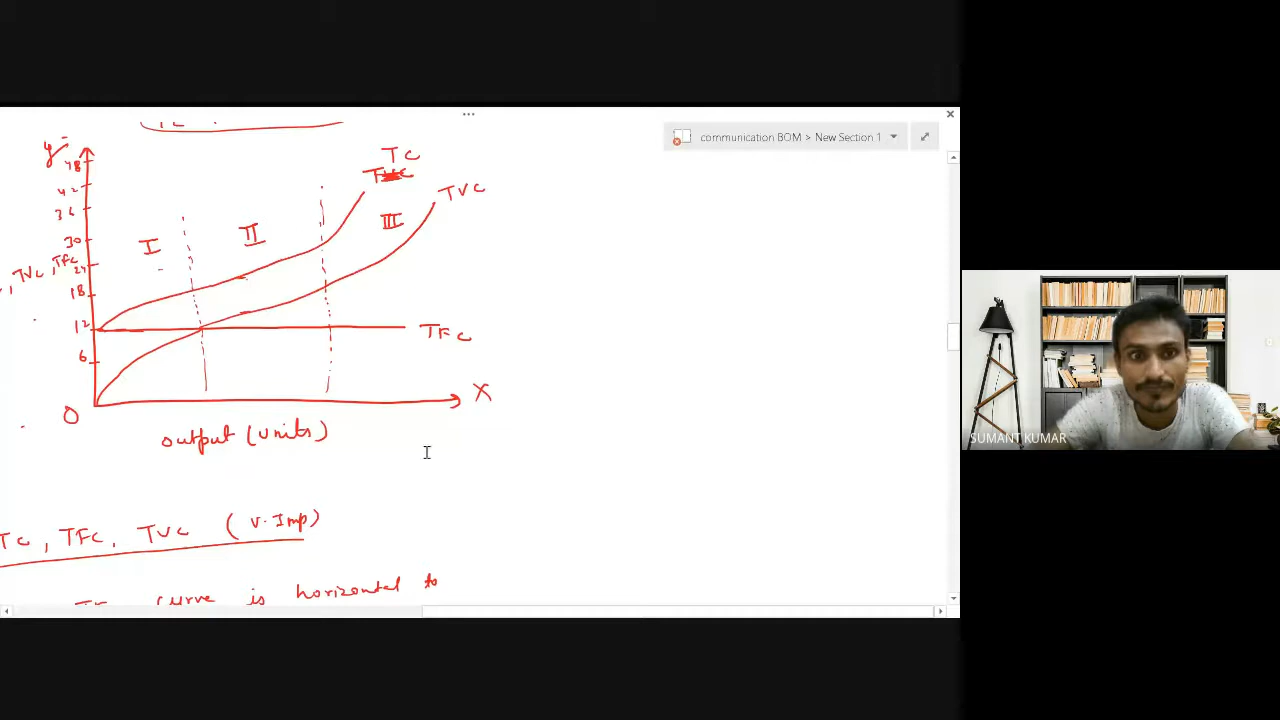 communication BOM > New Section 1
y
TC
TVC
48
42
36
30
24
18
12
6
0
I
II
III
, TVC, TFC
TFC
X
output (units)
SUMANT KUMAR
TC, TFC, TVC (V. Imp)
curve is horizontal to